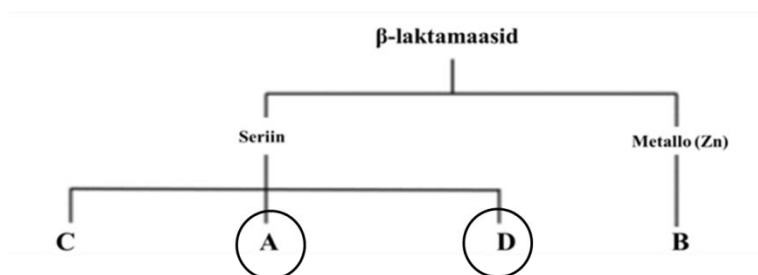 β-laktamaasid
Seriin
Metallo (Zn)
C A D B